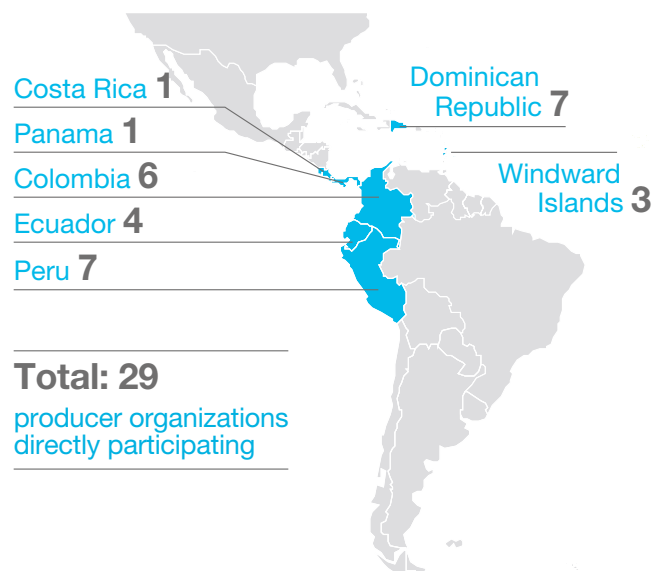 Costa Rica 1
Panama 1
Colombia 6
Ecuador 4
Peru 7
Dominican
Republic 7
Windward
Islands 3
Total: 29
producer organizations
directly participating